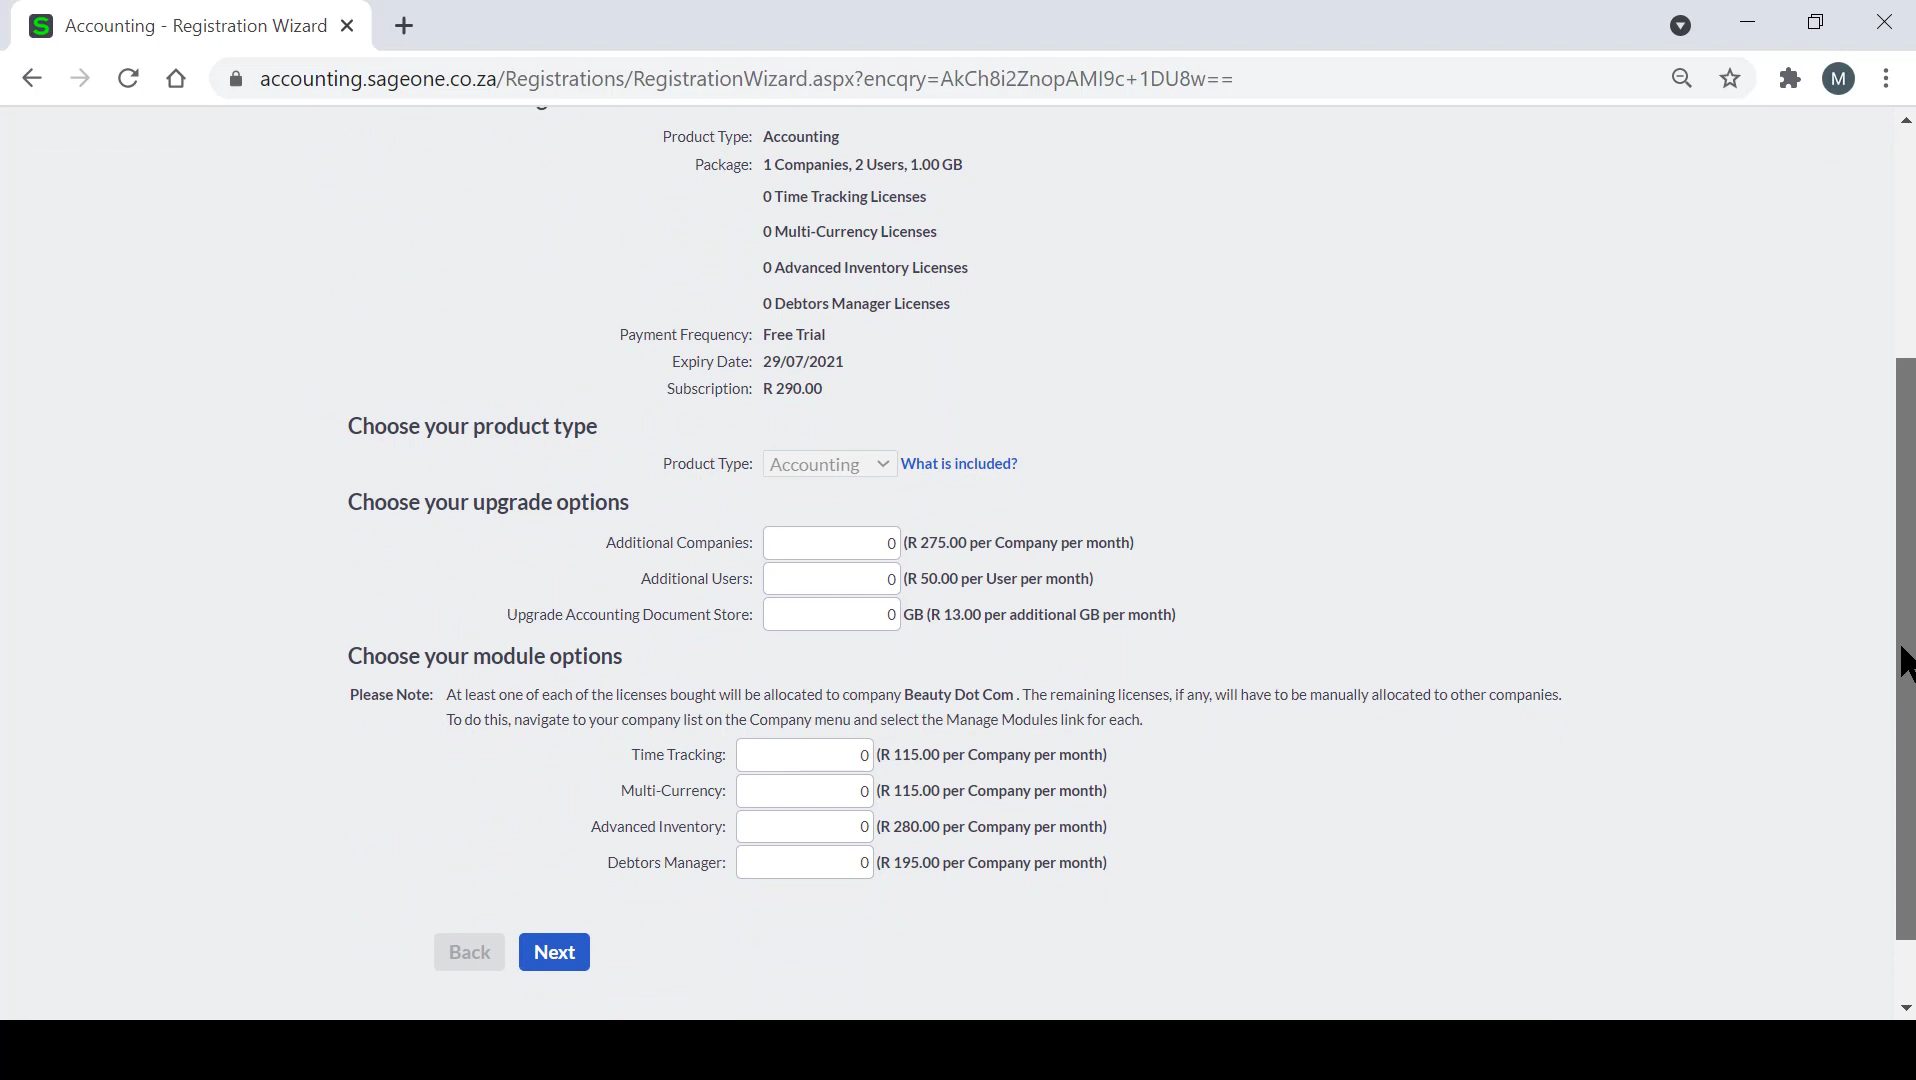 Accounting - Registration Wizard
accounting.sageone.co.za/Registrations/RegistrationWizard.aspx?encqry=AkCh8i2ZnopAMI9c+1DU8w==
M
Product Type: Accounting
Package: 1 Companies, 2 Users, 1.00 GB
0 Time Tracking Licenses
0 Multi-Currency Licenses
0 Advanced Inventory Licenses
0 Debtors Manager Licenses
Payment Frequency: Free Trial
Expiry Date: 29/07/2021
Subscription: R 290.00
Choose your product type
Product Type: Accounting What is included?
Choose your upgrade options
Additional Companies: 0 (R 275.00 per Company per month)
Additional Users: 0 (R 50.00 per User per month)
Upgrade Accounting Document Store: 0 GB (R 13.00 per additional GB per month)
Choose your module options
Please Note: At least one of each of the licenses bought will be allocated to company Beauty Dot Com . The remaining licenses, if any, will have to be manually allocated to other companies.
To do this, navigate to your company list on the Company menu and select the Manage Modules link for each.
Time Tracking: 0 (R 115.00 per Company per month)
Multi-Currency: 0 (R 115.00 per Company per month)
Advanced Inventory: 0 (R 280.00 per Company per month)
Debtors Manager: 0 (R 195.00 per Company per month)
Back Next